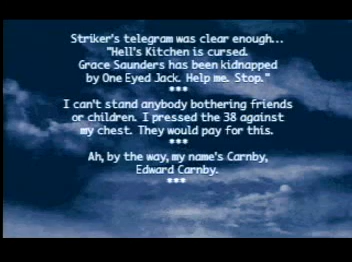 Striker's telegram was clear enough...
"Hell's Kitchen is cursed.
Grace Saunders has been kidnapped
by One Eyed Jack. Help me. Stop."
***
I can't stand anybody bothering friends
or children. I pressed the 38 against
my chest. They would pay for this.
***
Ah, by the way, my name's Carnby,
Edward Carnby.
***